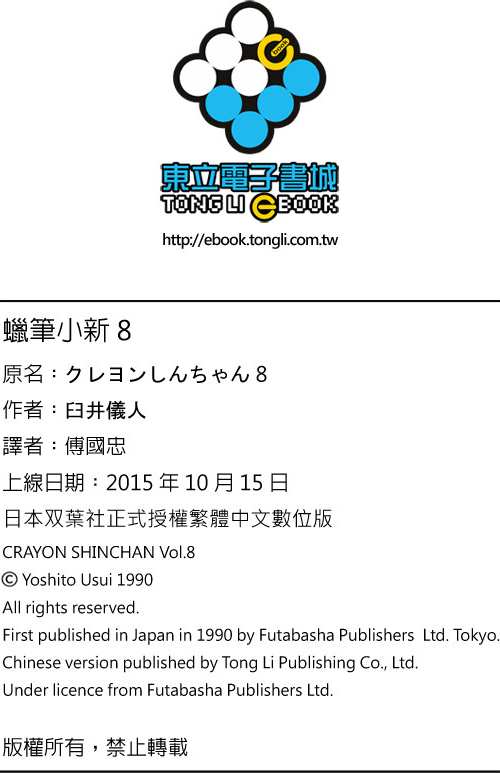 東立電子書城
TONG LI eBOOK
http://ebook.tongli.com.tw
蠟筆小新 8
原名：クレヨンしんちゃん 8
作者：臼井儀人
譯者：傅國忠
上線日期：2015 年 10 月 15 日
日本双葉社正式授權繁體中文數位版
CRAYON SHINCHAN Vol.8
© Yoshito Usui 1990
All rights reserved.
First published in Japan in 1990 by Futabasha Publishers Ltd. Tokyo.
Chinese version published by Tong Li Publishing Co., Ltd.
Under licence from Futabasha Publishers Ltd.
版權所有，禁止轉載